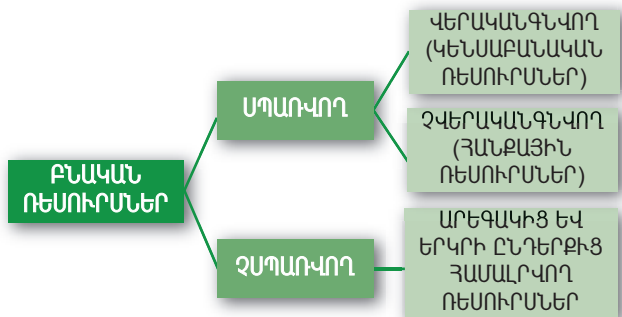 ԲՆԱԿԱՆ
ՌԵՍՈՒՐՍՆԵՐ
ՍՊԱՌՎՈՂ
ՎԵՐԱԿԱՆԳՆՎՈՂ
(ԿԵՆՍԱԲԱՆԱԿԱՆ
ՌԵՍՈՒՐՍՆԵՐ)
ՉՎԵՐԱԿԱՆԳՆՎՈՂ
(ՀԱՆՔԱՅԻՆ
ՌԵՍՈՒՐՍՆԵՐ)
ՉՍՊԱՌՎՈՂ
ԱՐԵԳԱԿԻՑ ԵՎ
ԵՐԿՐԻ ԸՆԴԵՐՔԻՑ
ՀԱՄԱԼՐՎՈՂ
ՌԵՍՈՒՐՍՆԵՐ